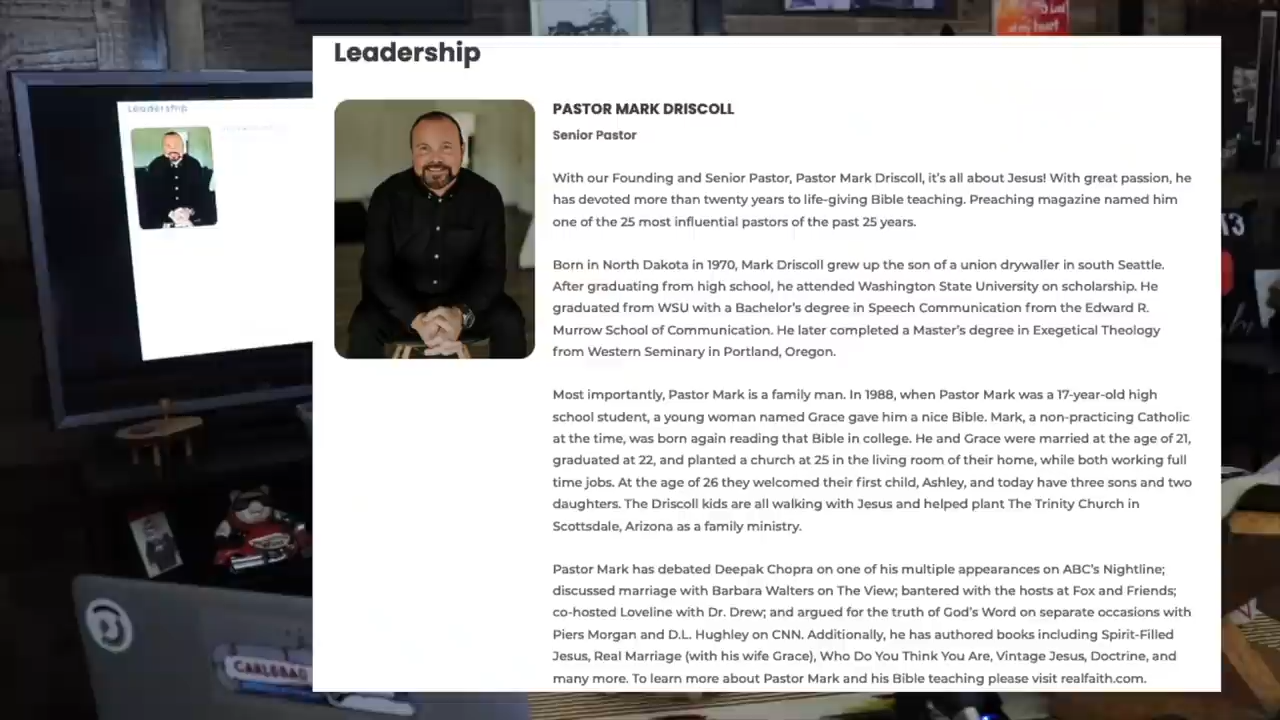 Leadership
PASTOR MARK DRISCOLL
Senior Pastor
With our Founding and Senior Pastor, Pastor Mark Driscoll, it's all about Jesus! With great passion, he
has devoted more than twenty years to life-giving Bible teaching. Preaching magazine named him
one of the 25 most influential pastors of the past 25 years.
Born in North Dakota in 1970, Mark Driscoll grew up the son of a union drywaller in south Seattle.
After graduating from high school, he attended Washington State University on scholarship. He
graduated from WSU with a Bachelor's degree in Speech Communication from the Edward R.
Murrow School of Communication. He later completed a Master's degree in Exegetical Theology
from Western Seminary in Portland, Oregon.
Most importantly, Pastor Mark is a family man. In 1988, when Pastor Mark was a 17-year-old high
school student, a young woman named Grace gave him a nice Bible. Mark, a non-practicing Catholic
at the time, was born again reading that Bible in college. He and Grace were married at the age of 21,
graduated at 22, and planted a church at 25 in the living room of their home, while both working full
time jobs. At the age of 26 they welcomed their first child, Ashley, and today have three sons and two
daughters. The Driscoll kids are all walking with Jesus and helped plant The Trinity Church in
Scottsdale, Arizona as a family ministry.
Pastor Mark has debated Deepak Chopra on one of his multiple appearances on ABC's Nightline;
discussed marriage with Barbara Walters on The View; bantered with the hosts at Fox and Friends;
co-hosted Loveline with Dr. Drew; and argued for the truth of God's Word on separate occasions with
Piers Morgan and D.L. Hughley on CNN. Additionally, he has authored books including Spirit-Filled
Jesus, Real Marriage (with his wife Grace), Who Do You Think You Are, Vintage Jesus, Doctrine, and
many more. To learn more about Pastor Mark and his Bible teaching please visit realfaith.com.
Leadership